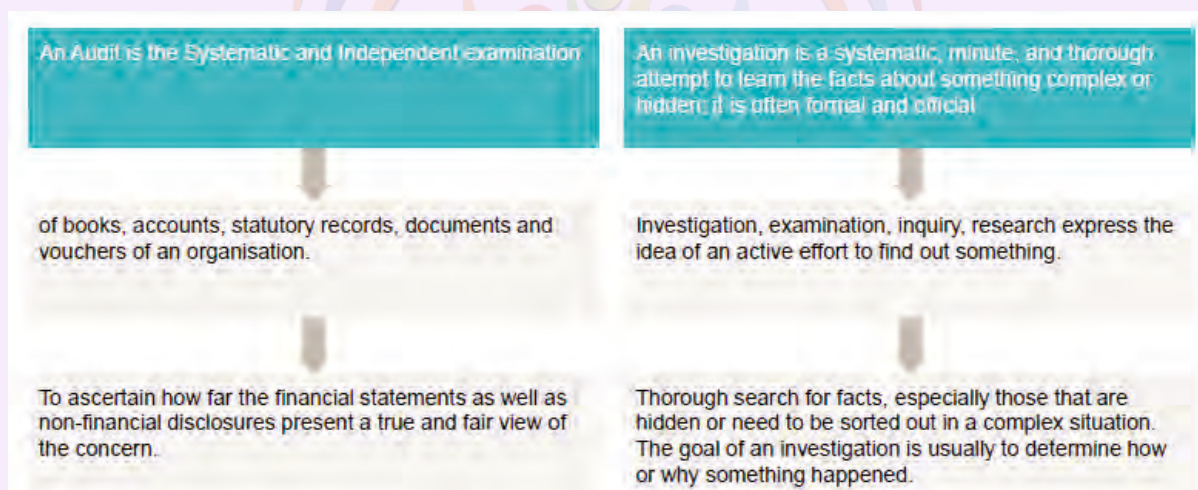 An Audit is the Systematic and Independent examination
of books, accounts, statutory records, documents and
vouchers of an organisation.
To ascertain how far the financial statements as well as
non-financial disclosures present a true and fair view of
the concern.
An investigation is a systematic, minute, and thorough
attempt to learn the facts about something complex or
hidden; it is often formal and official
Investigation, examination, inquiry, research express the
idea of an active effort to find out something.
Thorough search for facts, especially those that are
hidden or need to be sorted out in a complex situation.
The goal of an investigation is usually to determine how
or why something happened.